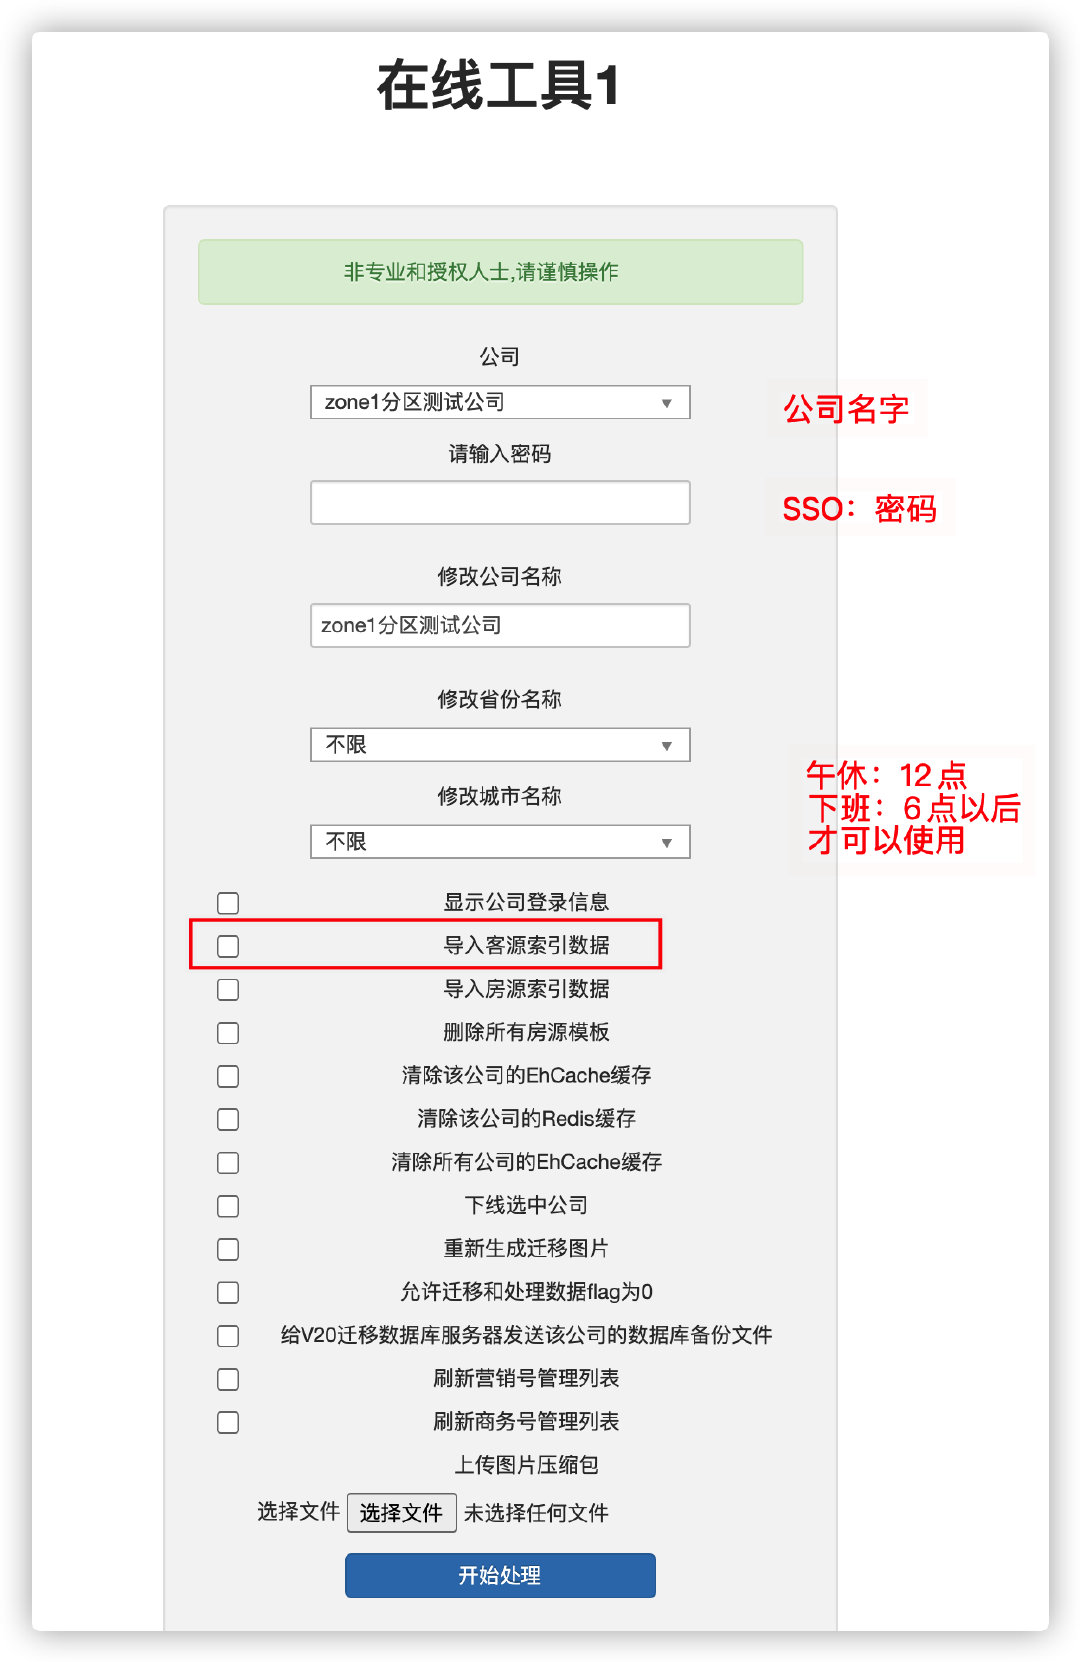 在线工具1
非专业和授权人士,请谨慎操作
公司
zone1分区测试公司
公司名字
请输入密码
SSO：密码
修改公司名称
zone1分区测试公司
修改省份名称
不限
午休：12点
下班：6点以后
才可以使用
修改城市名称
不限
显示公司登录信息
导入客源索引数据
导入房源索引数据
删除所有房源模板
清除该公司的EhCache缓存
清除该公司的Redis缓存
清除所有公司的EhCache缓存
下线选中公司
重新生成迁移图片
允许迁移和处理数据flag为0
给V20迁移数据库服务器发送该公司的数据库备份文件
刷新营销号管理列表
刷新商务号管理列表
上传图片压缩包
选择文件 选择文件 未选择任何文件
开始处理